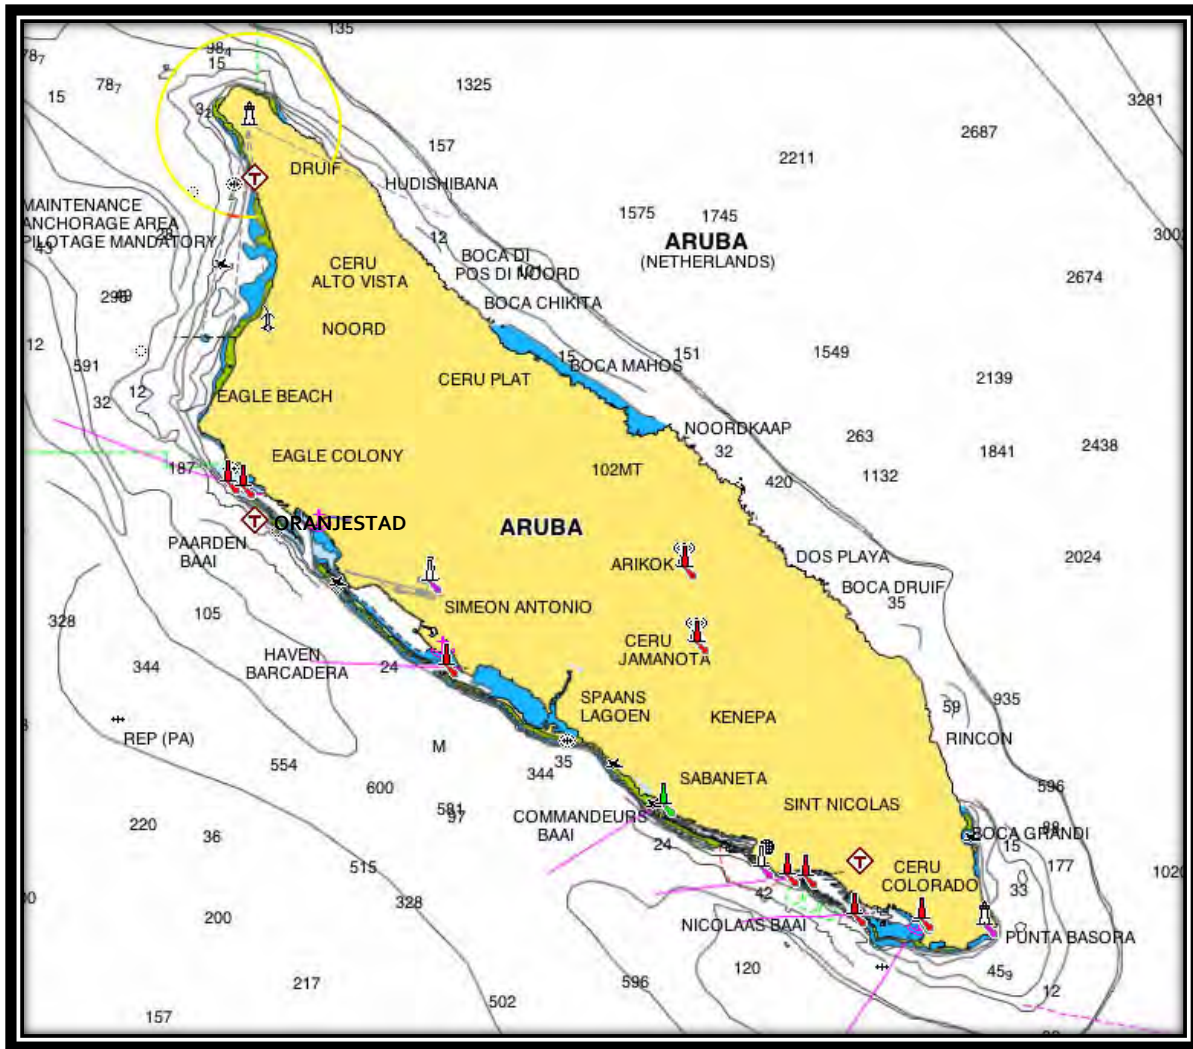 135
78₇
98₄
15
78₇
1325
15
3281
3₂
2687
157
2211
DRUIF
HUDISHIBANA
MAINTENANCE
ANCHORAGE AREA
PILOTAGE MANDATORY
1575
1745
12
ARUBA
(NETHERLANDS)
43
BOCA DI
POS DI NOORD
CERU
ALTO VISTA
2674
BOCA CHIKITA
NOORD
12
15
BOCA MAHOS
151
1549
591
CERU PLAT
2139
12
32
EAGLE BEACH
NOORDKAAP
263
2438
32
1841
EAGLE COLONY
187
102MT
1132
420
ORANJESTAD
ARUBA
PAARDEN
BAAI
DOS PLAYA
2024
ARIKOK
BOCA DRUIF
35
SIMEON ANTONIO
105
328
CERU
JAMANOTA
344
HAVEN
BARCADERA
24
SPAANS
LAGOEN
935
59
KENEPA
REP (PA)
M
RINCON
35
554
344
SABANETA
600
596
581
97
SINT NICOLAS
COMMANDEURS
BAAI
220
36
BOCA GRANDI
15
24
515
177
CERU
COLORADO
33
42
328
200
NICOLAAS BAAI
PUNTA BASORA
120
45₉
217
596
12
502
157